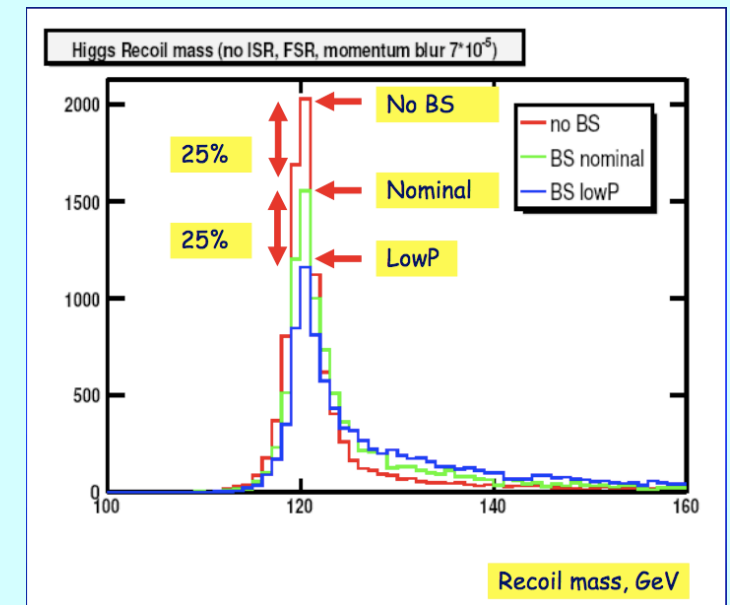 Higgs Recoil mass (no ISR, FSR, momentum blur 7*10⁻⁵)
2000
1500
1000
500
0
100
120
140
160
25%
25%
No BS
Nominal
LowP
no BS
BS nominal
BS lowP
Recoil mass, GeV